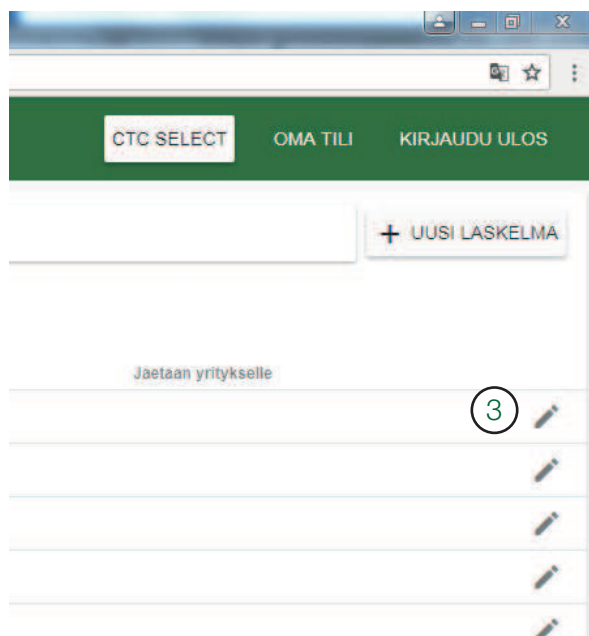 CTC SELECT OMA TILI KIRJAUDU ULOS
+ UUSI LASKELMA
Jaetaan yritykselle
3